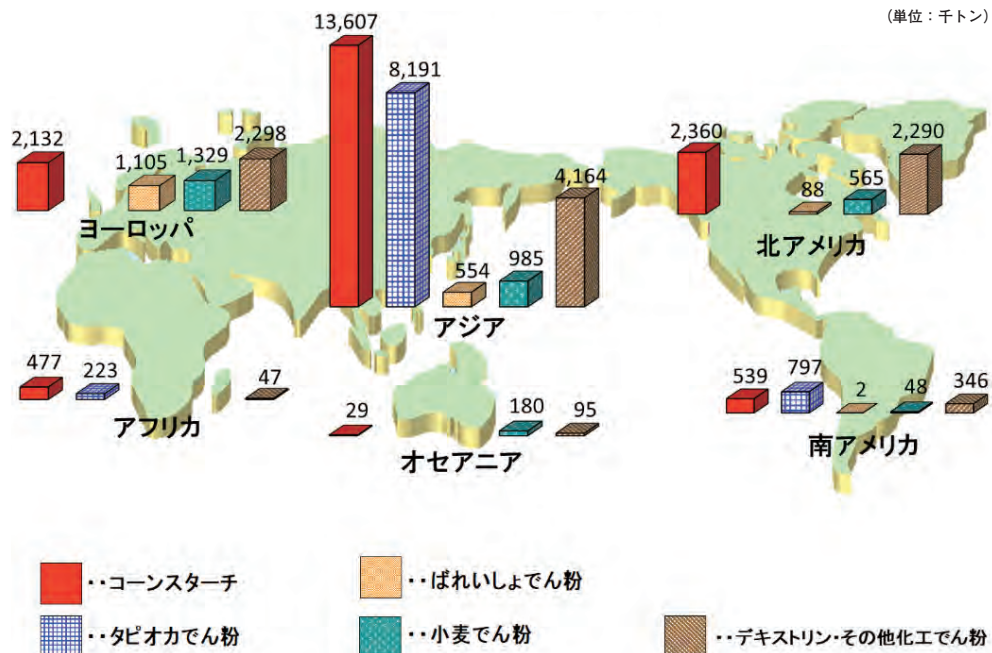 (単位：千トン)
13,607
8,191
2,132
1,105
1,329
2,298
2,360
88
565
2,290
4,164
ヨーロッパ
北アメリカ
554
985
アジア
477
223
47
アフリカ
29
180
95
オセアニア
539
797
2
48
346
南アメリカ
‥コーンスターチ
‥ばれいしょでん粉
‥タピオカでん粉
‥小麦でん粉
‥デキストリン・その他化工でん粉